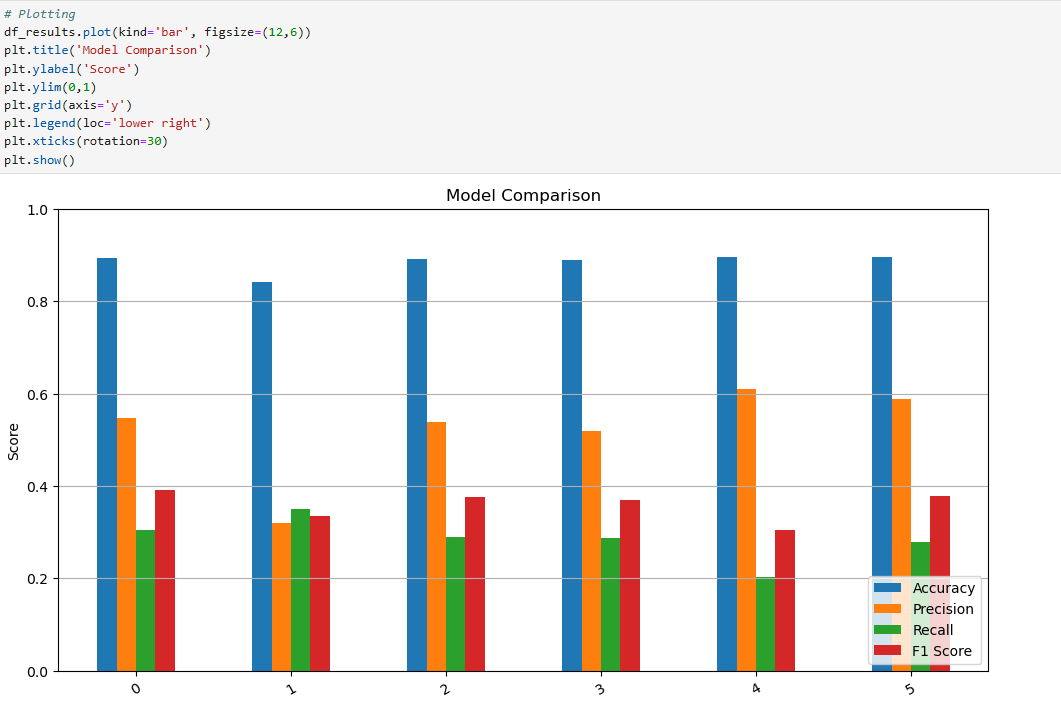 # Plotting
df_results.plot(kind='bar', figsize=(12,6))
plt.title('Model Comparison')
plt.ylabel('Score')
plt.ylim(0,1)
plt.grid(axis='y')
plt.legend(loc='lower right')
plt.xticks(rotation=30)
plt.show()
Model Comparison
1.0
0.8
0.6
0.4
0.2
0.0
Score
Accuracy
Precision
Recall
F1 Score
0 1 2 3 4 5